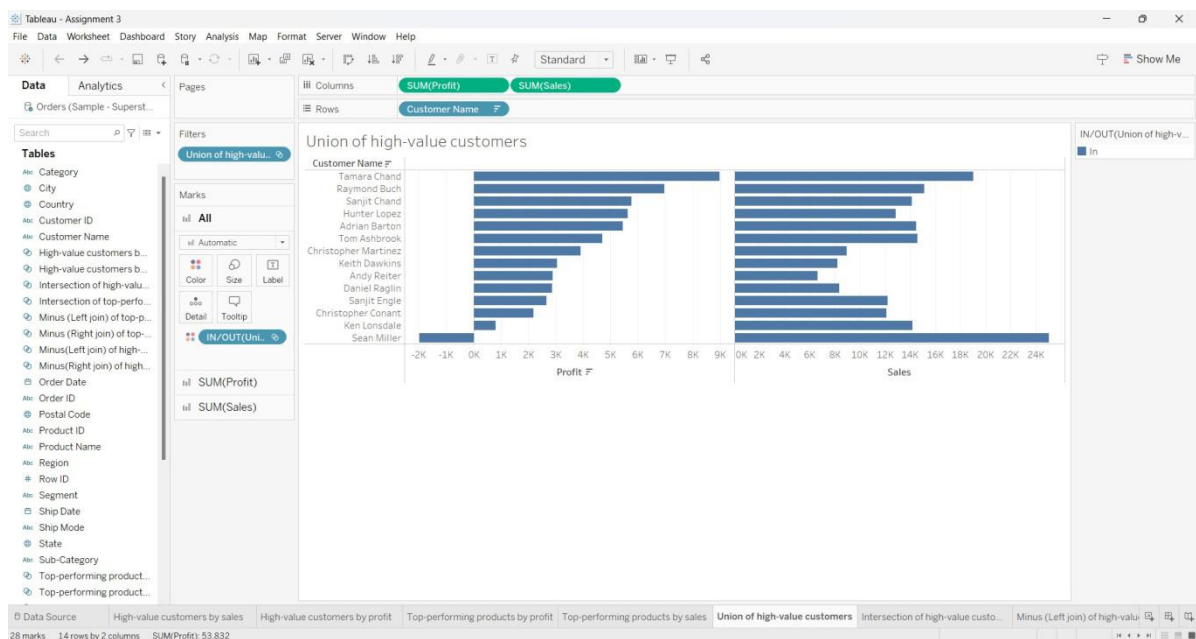 Tableau - Assignment 3
File Data Worksheet Dashboard Story Analysis Map Format Server Window Help
Standard
Show Me
Data Analytics
Orders (Sample - Superst...
Search
Tables
Category
City
Country
Customer ID
Customer Name
High-value customers b...
High-value customers b...
Intersection of high-valu...
Intersection of top-perfo...
Minus (Left join) of top-p...
Minus (Right join) of top-...
Minus(Left join) of high-...
Minus(Right join) of high...
Order Date
Order ID
Postal Code
Product ID
Product Name
Region
Row ID
Segment
Ship Date
Ship Mode
State
Sub-Category
Top-performing product...
Top-performing product...
Pages
Filters
Union of high-valu..
Marks
All
Automatic
Color Size Label
Detail Tooltip
IN/OUT(Uni..
SUM(Profit)
SUM(Sales)
Columns SUM(Profit) SUM(Sales)
Rows Customer Name
Union of high-value customers
Customer Name
Tamara Chand
Raymond Buch
Sanjit Chand
Hunter Lopez
Adrian Barton
Tom Ashbrook
Christopher Martinez
Keith Dawkins
Andy Reiter
Daniel Raglin
Sanjit Engle
Christopher Conant
Ken Lonsdale
Sean Miller
-2K -1K 0K 1K 2K 3K 4K 5K 6K 7K 8K 9K 0K 2K 4K 6K 8K 10K 12K 14K 16K 18K 20K 22K 24K
Profit Sales
IN/OUT(Union of high-v...
In
Data Source High-value customers by sales High-value customers by profit Top-performing products by profit Top-performing products by sales Union of high-value customers Intersection of high-value custo... Minus (Left join) of high-valu
28 marks 14 rows by 2 columns SUM(Profit): 53,832